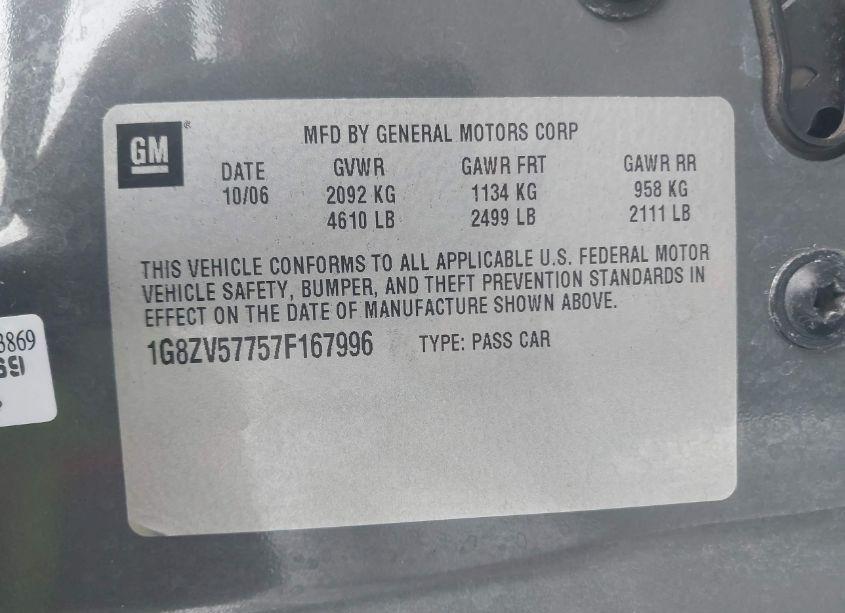 GM®
MFD BY GENERAL MOTORS CORP
DATE GVWR GAWR FRT GAWR RR
10/06 2092 KG 1134 KG 958 KG
4610 LB 2499 LB 2111 LB
THIS VEHICLE CONFORMS TO ALL APPLICABLE U.S. FEDERAL MOTOR
VEHICLE SAFETY, BUMPER, AND THEFT PREVENTION STANDARDS IN
EFFECT ON THE DATE OF MANUFACTURE SHOWN ABOVE.
1G8ZV57757F167996 TYPE: PASS CAR
3869